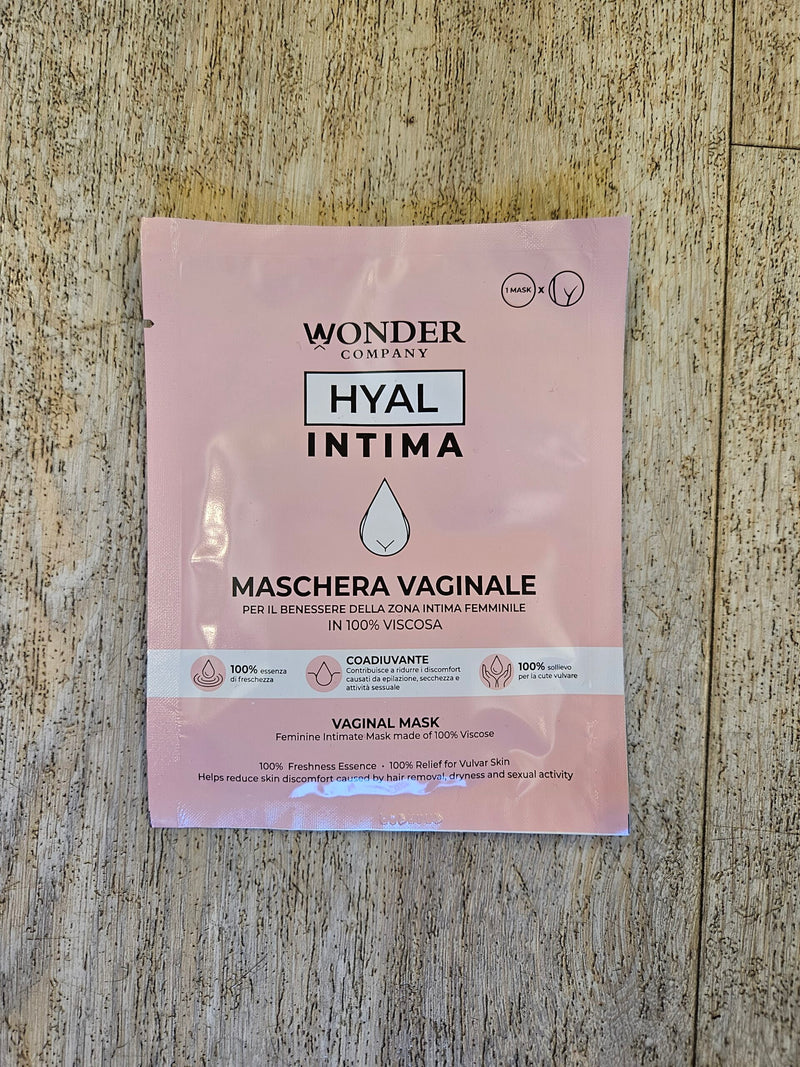 1 MASK x
WONDER
COMPANY
HYAL
INTIMA
MASCHERA VAGINALE
PER IL BENESSERE DELLA ZONA INTIMA FEMMINILE
IN 100% VISCOSA
100% essenza
di freschezza
COADIUVANTE
Contribuisce a ridurre i discomfort
causati da epilazione, secchezza e
attività sessuale
100% sollievo
per la cute vulvare
VAGINAL MASK
Feminine Intimate Mask made of 100% Viscose
100% Freshness Essence • 100% Relief for Vulvar Skin
Helps reduce skin discomfort caused by hair removal, dryness and sexual activity